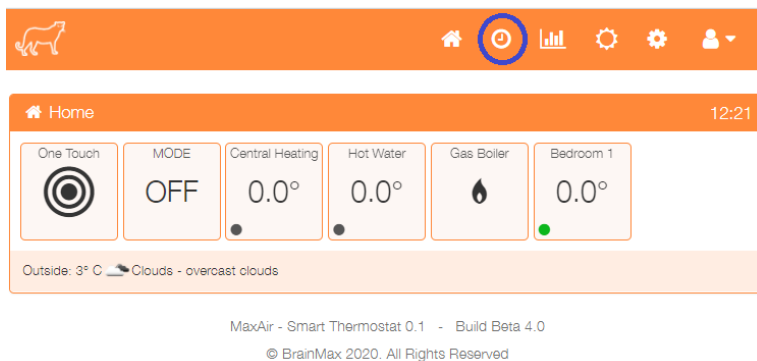 Home 12:21
One Touch MODE Central Heating Hot Water Gas Boiler Bedroom 1
OFF 0.0° 0.0° 0.0°
Outside: 3° C Clouds - overcast clouds
MaxAir - Smart Thermostat 0.1 - Build Beta 4.0
© BrainMax 2020. All Rights Reserved